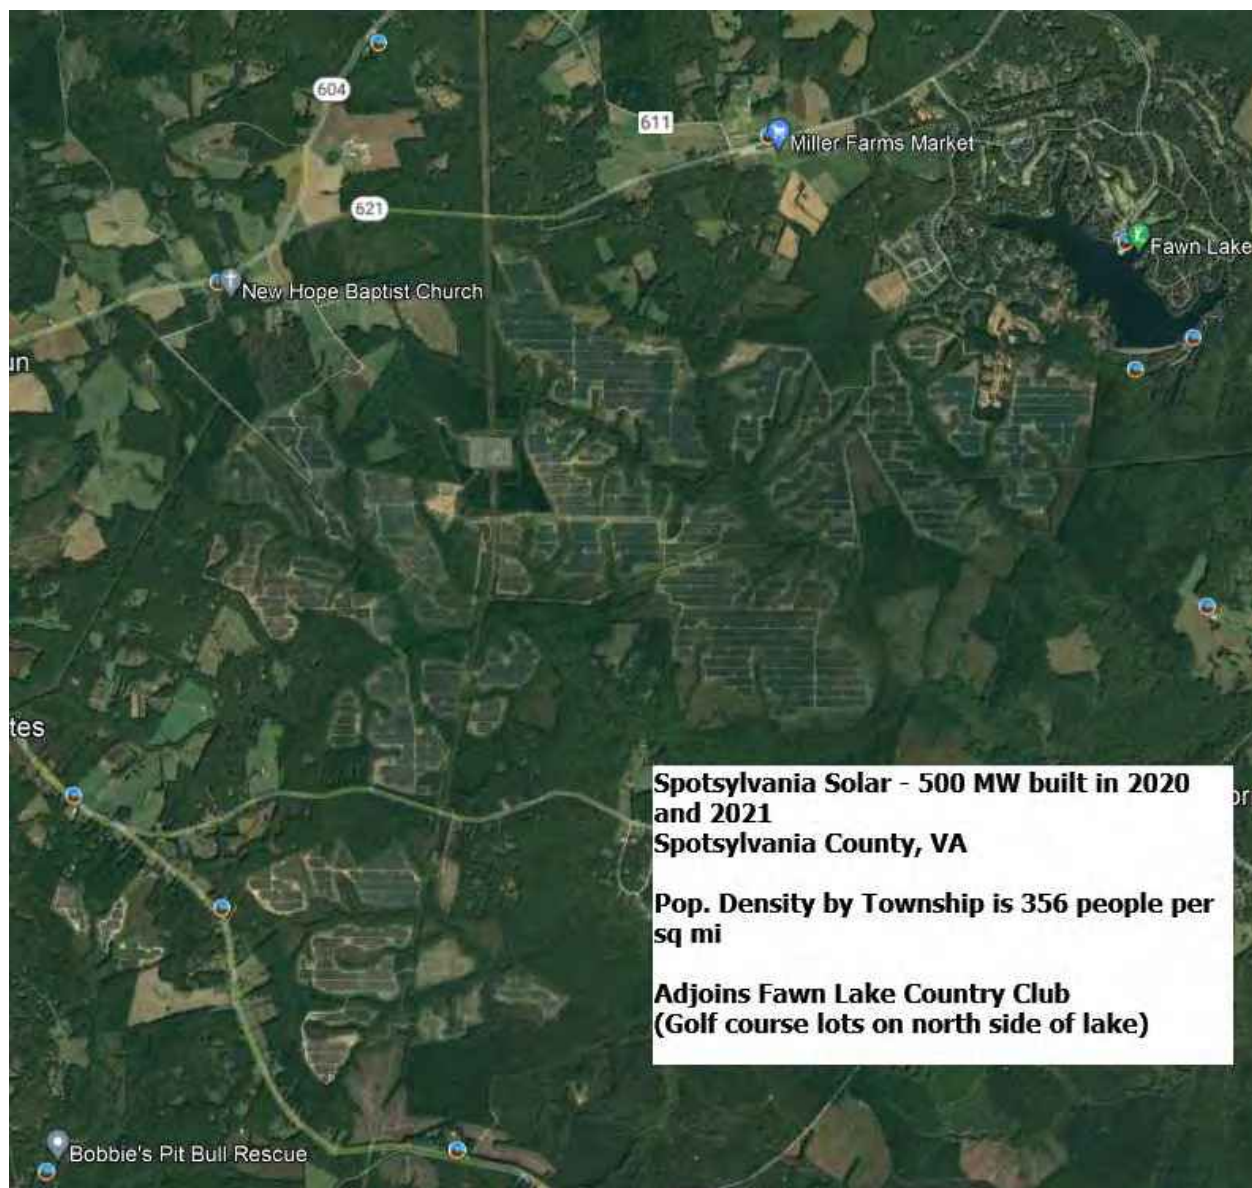 604
611
Miller Farms Market
621
Fawn Lake
New Hope Baptist Church
un
tes
Spotsylvania Solar - 500 MW built in 2020
and 2021
Spotsylvania County, VA
or
Pop. Density by Township is 356 people per
sq mi
Adjoins Fawn Lake Country Club
(Golf course lots on north side of lake)
Bobbie's Pit Bull Rescue